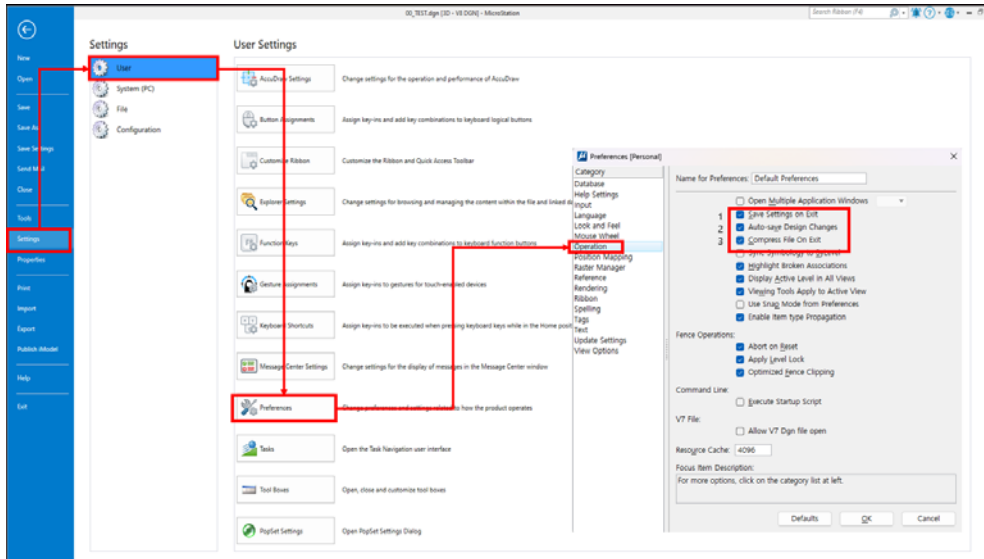 00_TEST.dgn [3D - V8 DGN] - MicroStation
Search Ribbon (F4)
New
Open
Save
Save As
Save Settings
Send Mail
Close
Tools
Settings
Properties
Print
Import
Export
Publish iModel
Help
Exit
Settings
User
System (PC)
File
Configuration
User Settings
AccuDraw Settings
Change settings for the operation and performance of AccuDraw
Button Assignments
Assign key-ins and add key combinations to keyboard logical buttons
Customize Ribbon
Customize the Ribbon and Quick Access Toolbar
Explorer Settings
Change settings for browsing and managing the content within the file and linked
Function Keys
Assign key-ins and add key combinations to keyboard function buttons
Gesture Assignments
Assign key-ins to gestures for touch-enabled devices
Keyboard Shortcuts
Assign key-ins to be executed when pressing keyboard keys while in the Home
Message Center Settings
Change settings for the display of messages in the Message Center window
Preferences
Change preferences and settings related to how the product operates
Tasks
Open the Task Navigation user interface
Tool Boxes
Open, close and customize tool boxes
PopSet Settings
Open PopSet Settings Dialog
Preferences [Personal]
Category
Database
Help Settings
Input
Language
Look and Feel
Mouse Wheel
Operation
Position Mapping
Raster Manager
Reference
Rendering
Ribbon
Spelling
Tags
Text
Update Settings
View Options
Name for Preferences: Default Preferences
Open Multiple Application Windows
1 Save Settings on Exit
2 Auto-save Design Changes
3 Compress File On Exit
Highlight Broken Associations
Display Active Level in All Views
Viewing Tools Apply to Active View
Use Snap Mode from Preferences
Enable Item type Propagation
Fence Operations:
Abort on Reset
Apply Level Lock
Optimized Fence Clipping
Command Line:
Execute Startup Script
V7 File:
Allow V7 Dgn file open
Resource Cache: 4096
Focus Item Description:
For more options, click on the category list at left.
Defaults
OK
Cancel